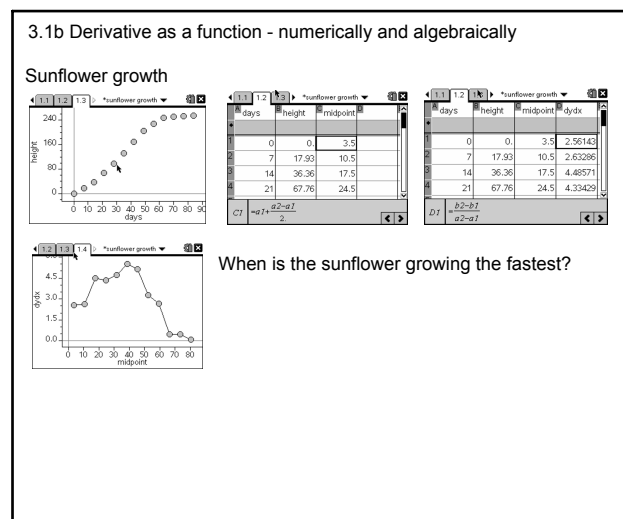 3.1b Derivative as a function - numerically and algebraically
Sunflower growth
1.1 1.2 1.3 *sunflower growth
height
240
160
80
0
0 10 20 30 40 50 60 70 80 90
days
1.1 1.2 1.3 *sunflower growth
A days B height C midpoint D
1 0 0. 3.5
2 7 17.93 10.5
3 14 36.36 17.5
4 21 67.76 24.5
C1 =a1+ a2-a1
2.
1.1 1.2 *sunflower growth
A days B height C midpoint D dydx
1 0 0. 3.5 2.56143
2 7 17.93 10.5 2.63286
3 14 36.36 17.5 4.48571
4 21 67.76 24.5 4.33429
D1 = b2-b1
a2-a1
1.2 1.3 1.4 *sunflower growth
dydx
4.5
3.0
1.5
0.0
0 10 20 30 40 50 60 70 80
midpoint
When is the sunflower growing the fastest?